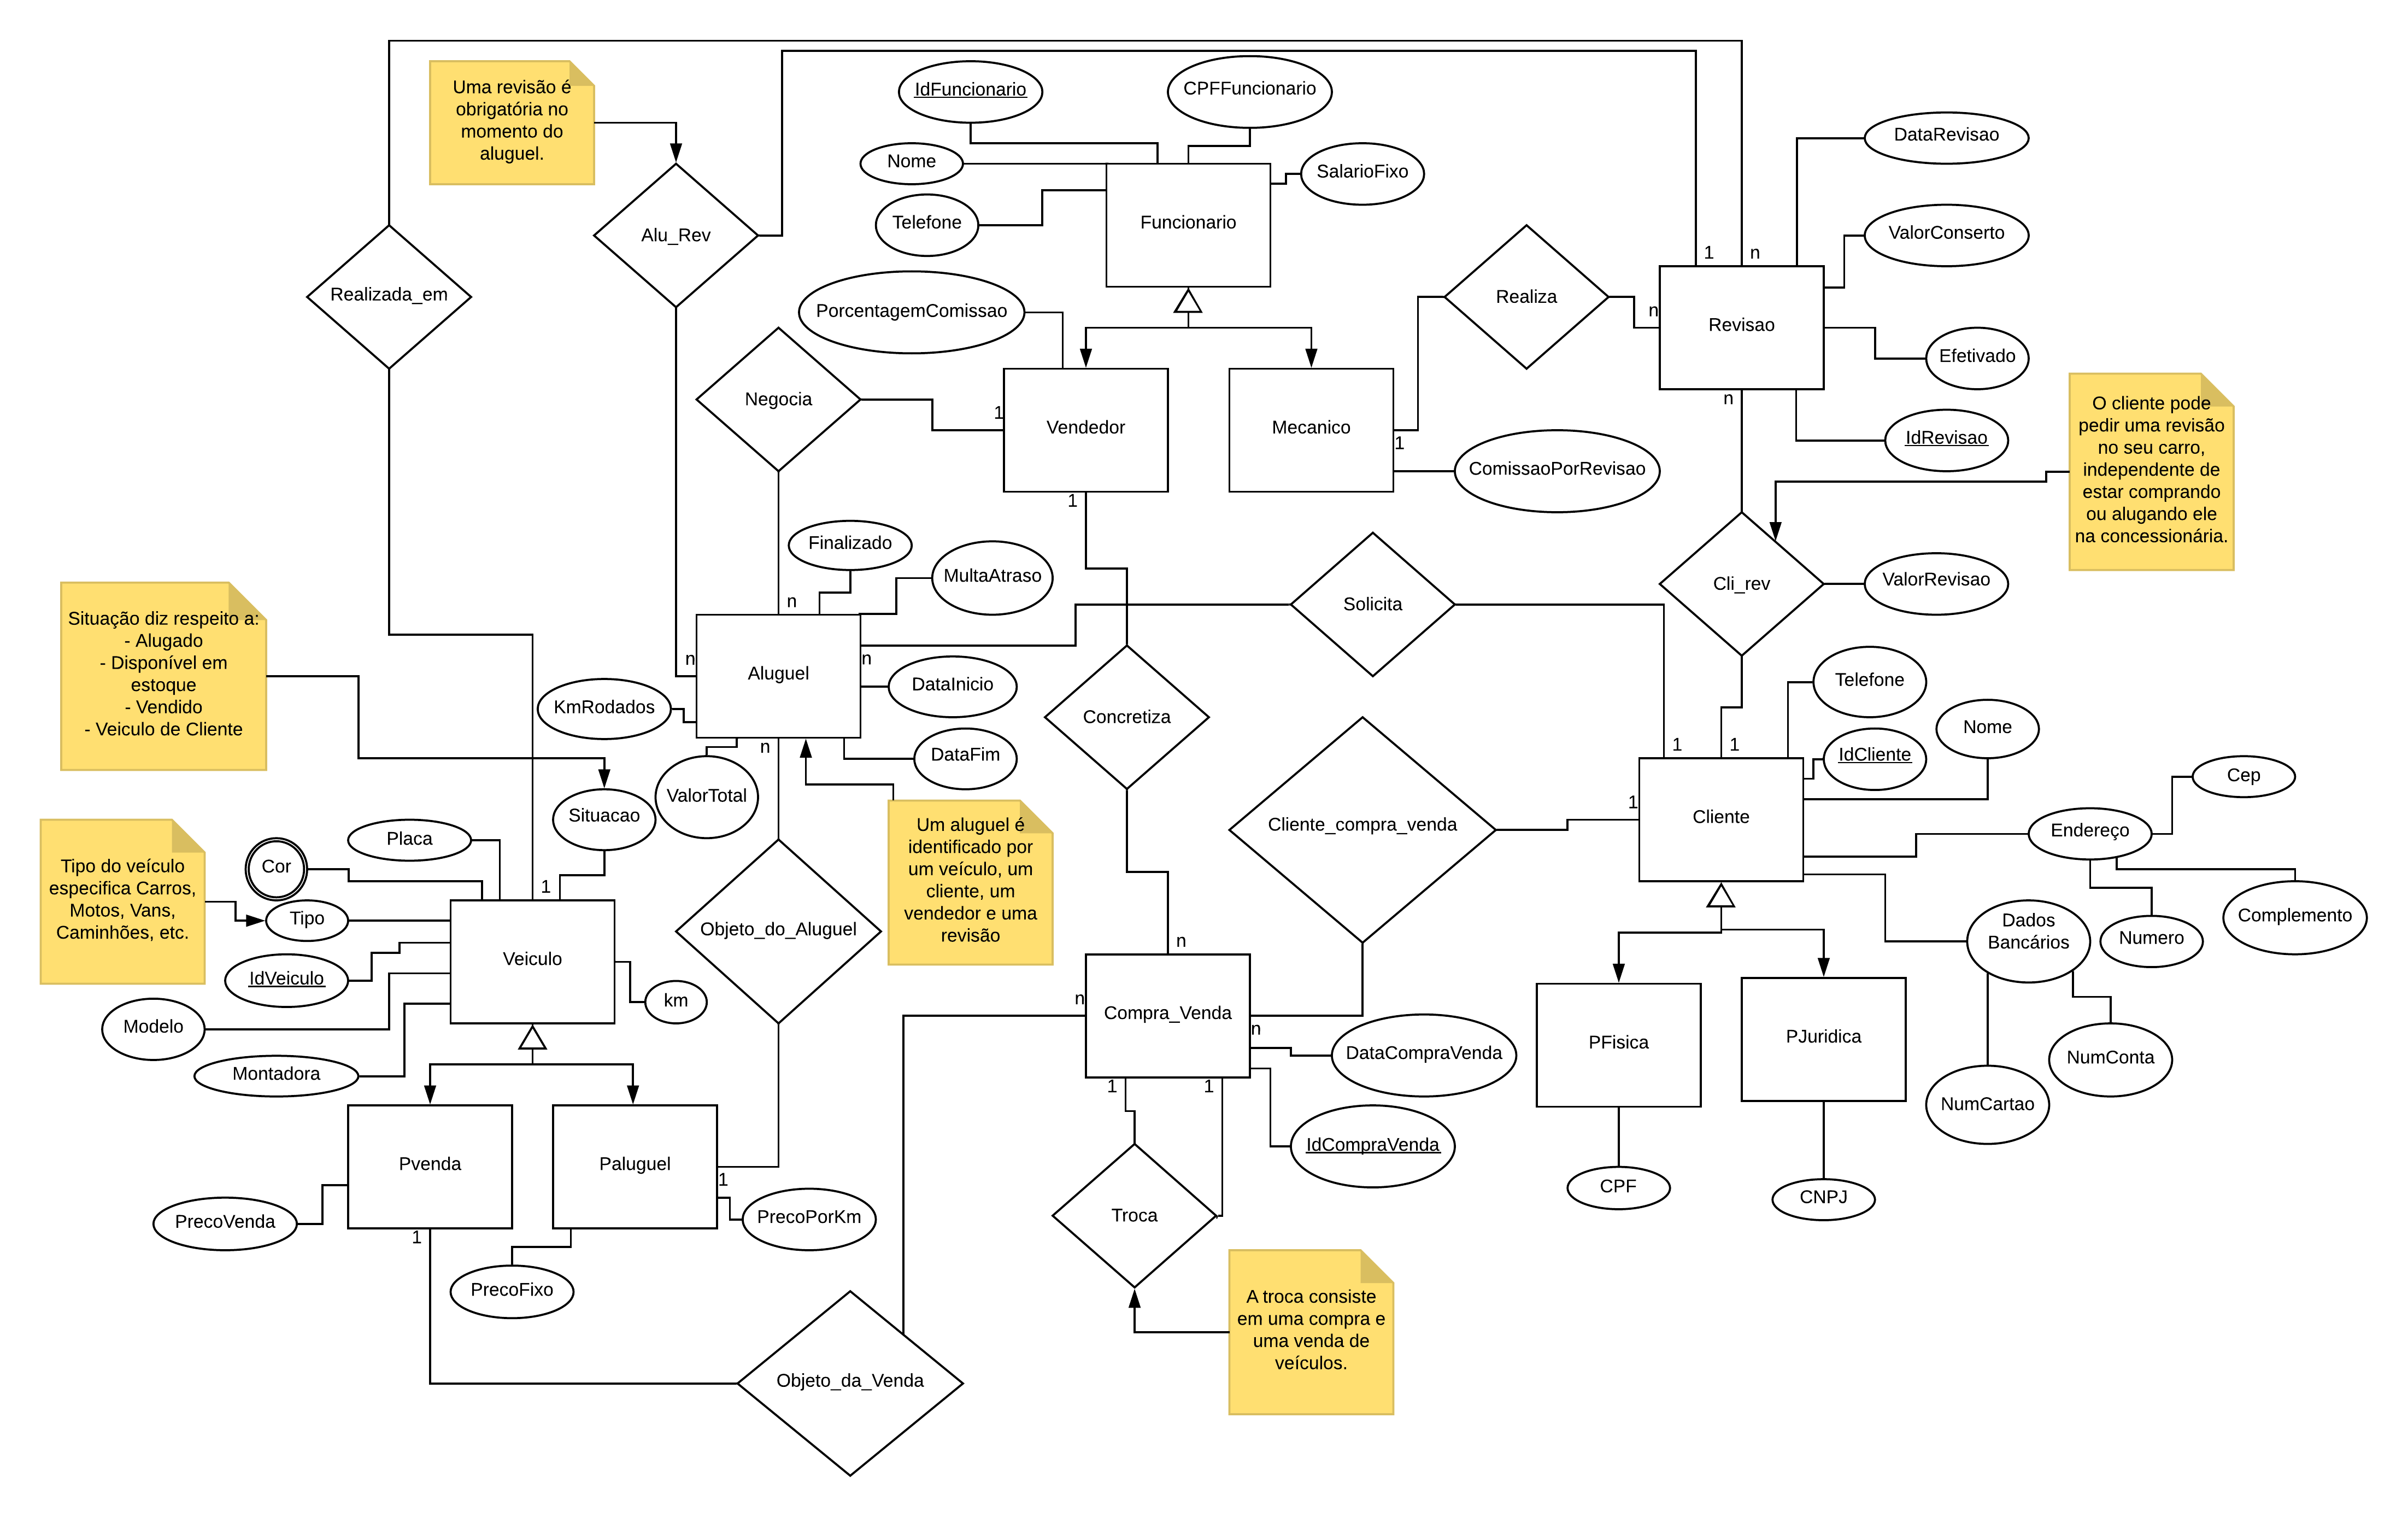 Uma revisão é
obrigatória no
momento do
aluguel.
IdFuncionario
CPFFuncionario
Nome
SalarioFixo
Telefone
Funcionario
Alu_Rev
Realizada_em
DataRevisao
ValorConserto
1
n
Realiza
n
Revisao
Efetivado
IdRevisao
n
PorcentagemComissao
Negocia
1
Vendedor
Mecanico
1
ComissaoPorRevisao
1
O cliente pode
pedir uma revisão
no seu carro,
independente de
estar comprando
ou alugando ele
na concessionária.
Finalizado
MultaAtraso
n
Solicita
Cli_rev
ValorRevisao
Situação diz respeito a:
- Alugado
- Disponível em
estoque
- Vendido
- Veiculo de Cliente
n
Aluguel
n
DataInicio
KmRodados
DataFim
n
ValorTotal
Situacao
Concretiza
Telefone
Nome
1
1
IdCliente
Cep
1
Cliente
Endereço
Cliente_compra_venda
Complemento
Numero
Dados
Bancários
Um aluguel é
identificado por
um veículo, um
cliente, um
vendedor e uma
revisão
Tipo do veículo
especifica Carros,
Motos, Vans,
Caminhões, etc.
Placa
Cor
1
Tipo
Veiculo
IdVeiculo
km
Modelo
Montadora
Objeto_do_Aluguel
n
n
Compra_Venda
n
DataCompraVenda
1
1
IdCompraVenda
PFisica
PJuridica
NumConta
NumCartao
CPF
CNPJ
Pvenda
Paluguel
1
PrecoVenda
PrecoPorKm
1
PrecoFixo
Troca
Objeto_da_Venda
A troca consiste
em uma compra e
uma venda de
veículos.